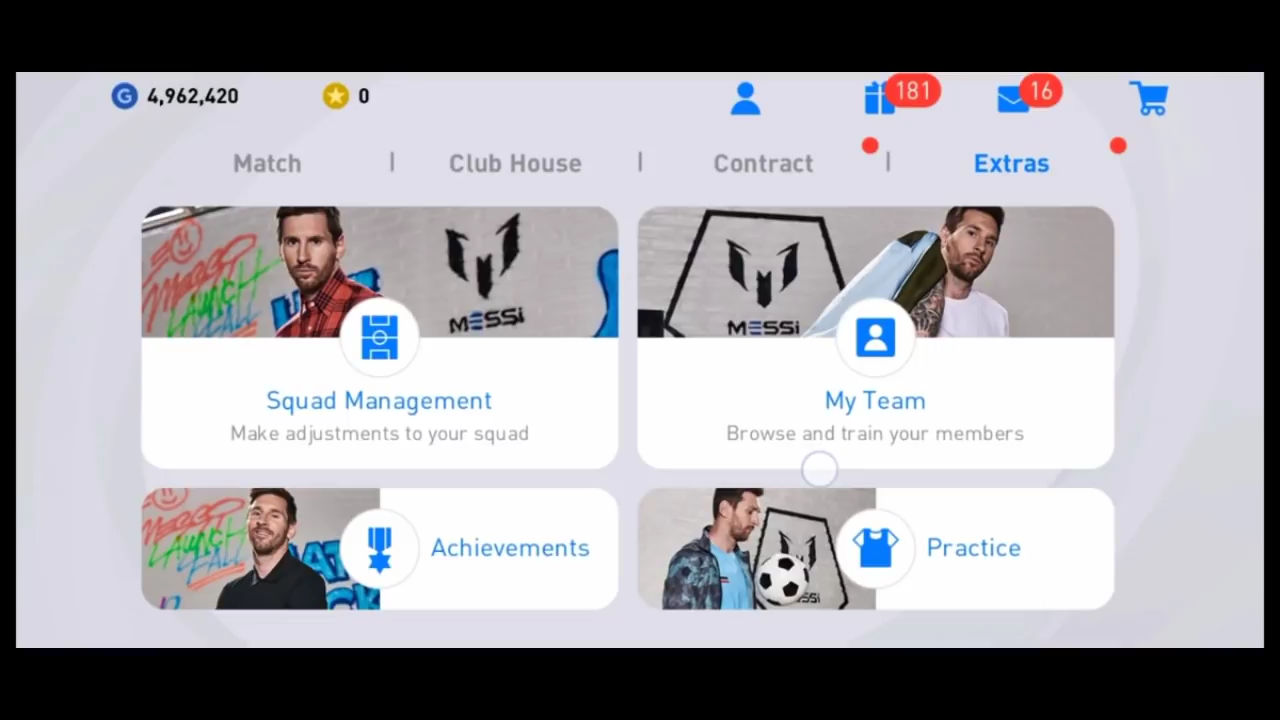 G 4,962,420 0 181 16
Match | Club House | Contract | Extras
MESSI
MESSI
Squad Management
Make adjustments to your squad
My Team
Browse and train your members
Achievements
Practice